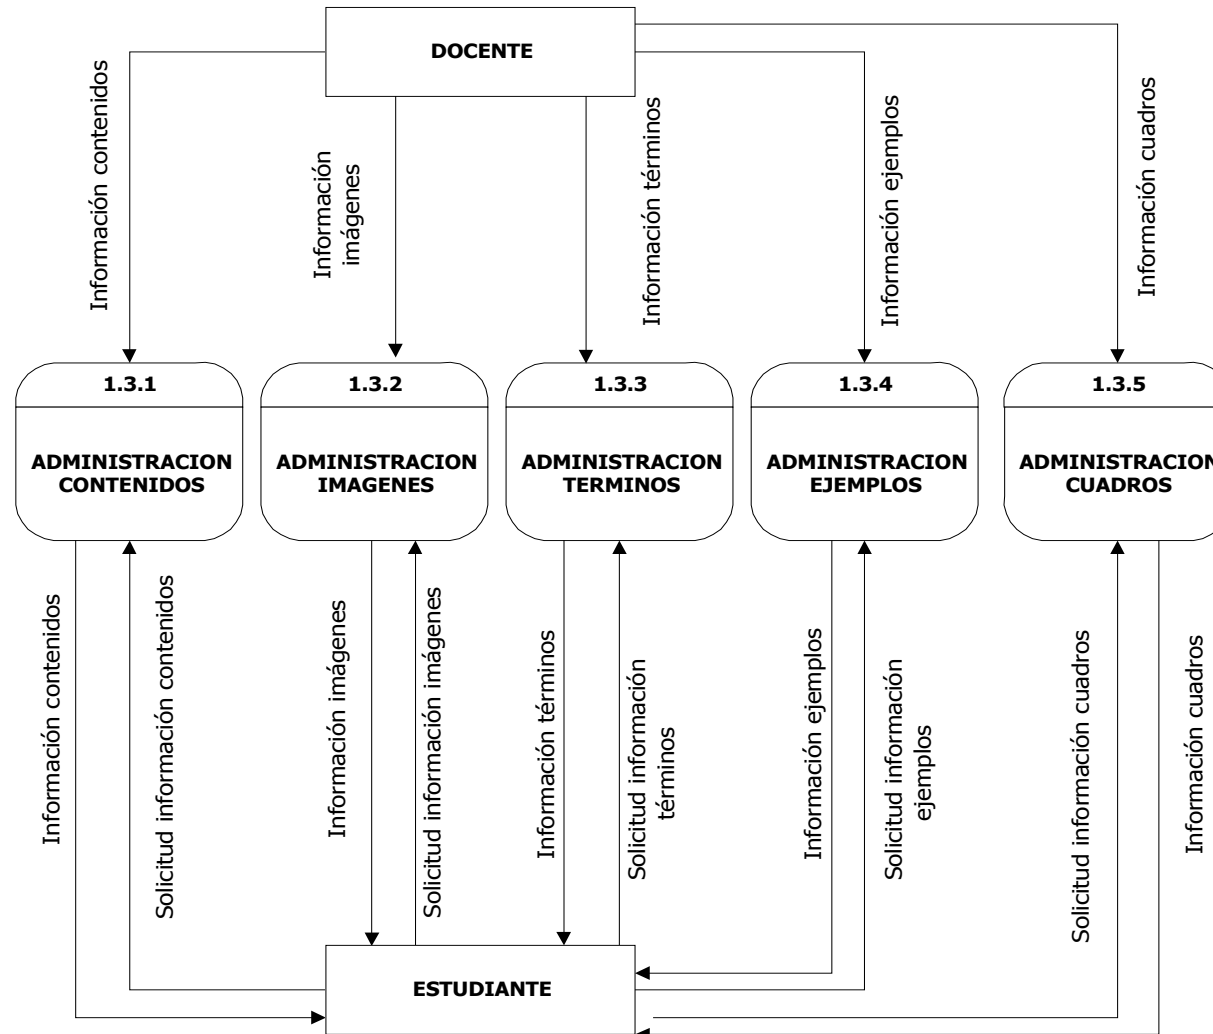 DOCENTE
Información contenidos
Información
imágenes
Información términos
Información ejemplos
Información cuadros
1.3.1
ADMINISTRACION
CONTENIDOS
1.3.2
ADMINISTRACION
IMAGENES
1.3.3
ADMINISTRACION
TERMINOS
1.3.4
ADMINISTRACION
EJEMPLOS
1.3.5
ADMINISTRACION
CUADROS
Información contenidos
Solicitud información contenidos
Información imágenes
Solicitud información imágenes
Información términos
Solicitud información
términos
Información ejemplos
Solicitud información
ejemplos
Solicitud información cuadros
Información cuadros
ESTUDIANTE